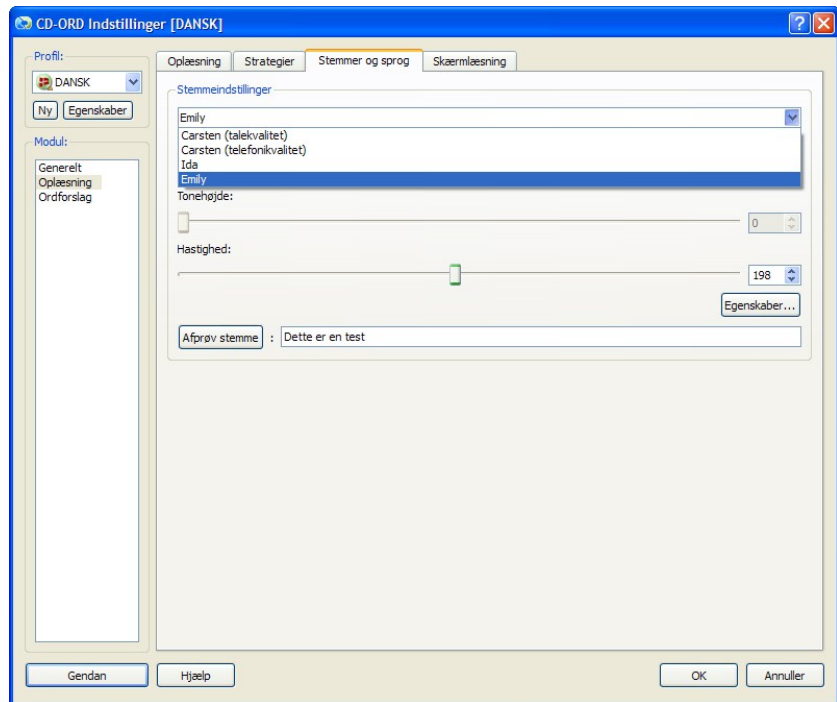 CD-ORD Indstillinger [DANSK]
Profil:
DANSK
Ny
Egenskaber
Modul:
Generelt
Oplæsning
Ordforslag
Oplæsning
Strategier
Stemmer og sprog
Skærmlæsning
Stemmeindstillinger
Emily
Carsten (talekvalitet)
Carsten (telefonikvalitet)
Ida
Emily
Tonehøjde:
0
Hastighed:
198
Egenskaber...
Afprøv stemme : Dette er en test
Gendan
Hjælp
OK
Annuller